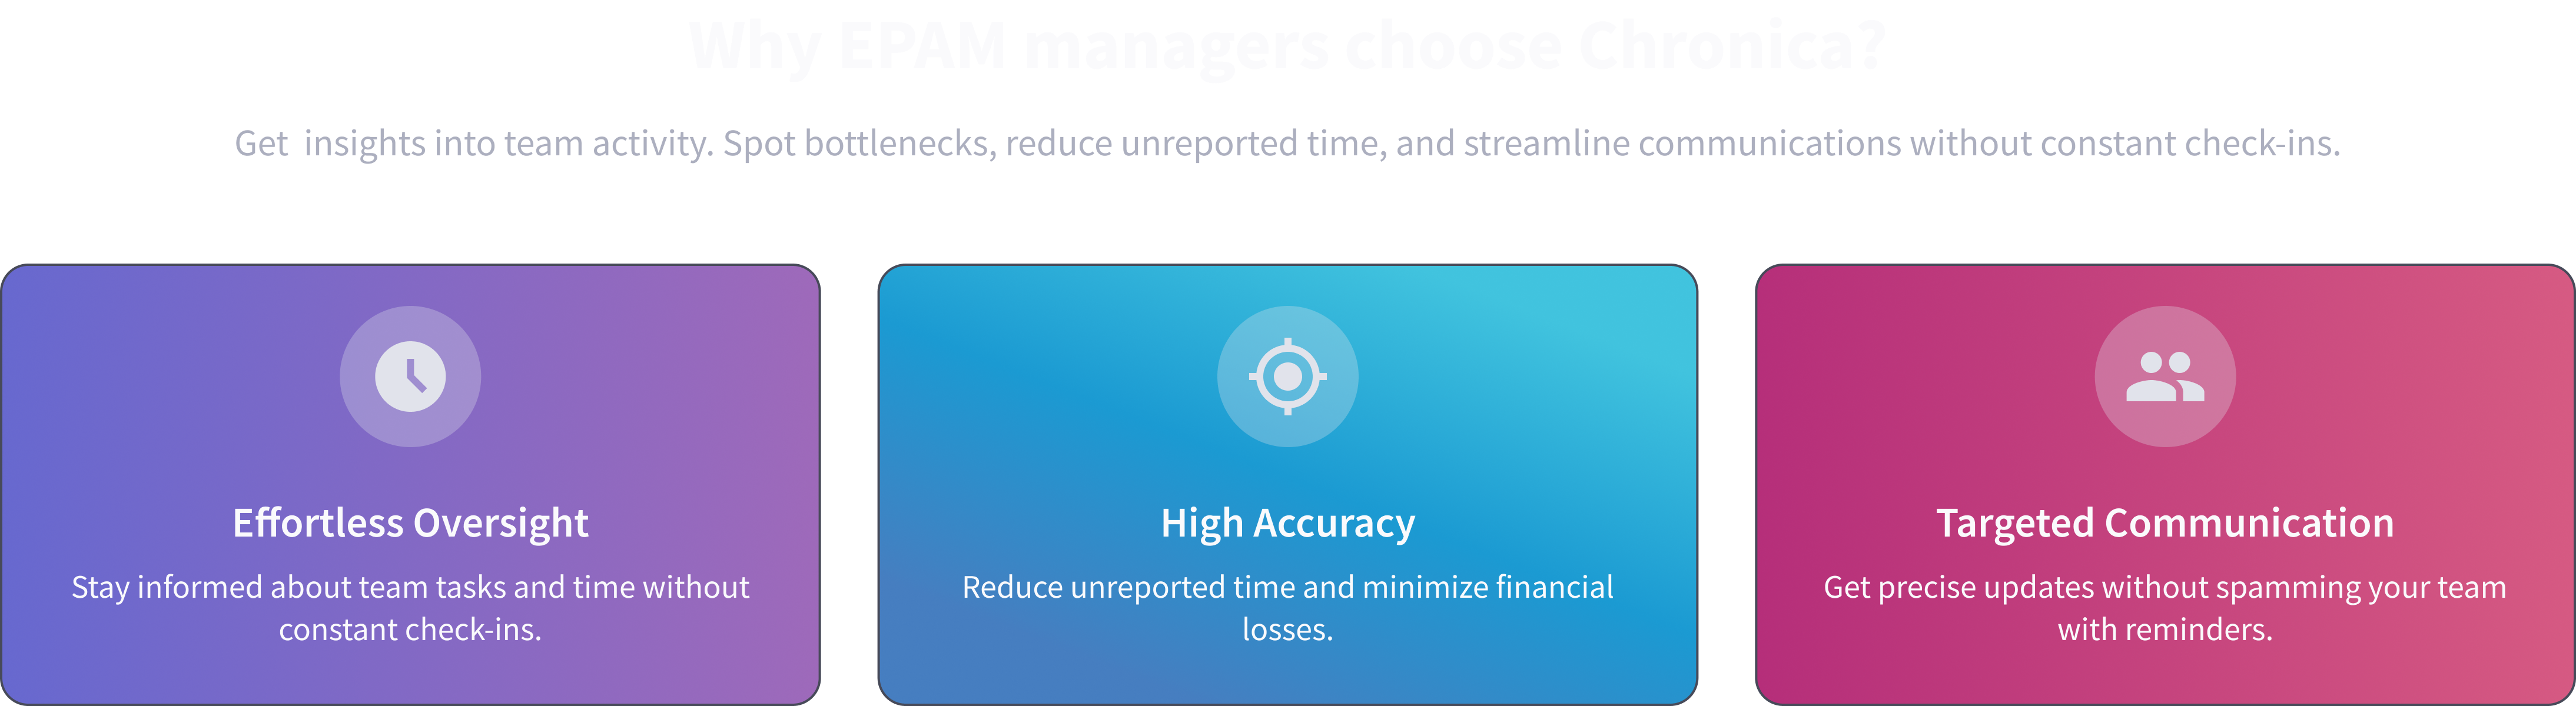 Why EPAM managers choose Chronica?
Get  insights into team activity. Spot bottlenecks, reduce unreported time, and streamline communications without constant check-ins.
Effortless Oversight
Stay informed about team tasks and time without
constant check-ins.
High Accuracy
Reduce unreported time and minimize financial
losses.
Targeted Communication
Get precise updates without spamming your team
with reminders.